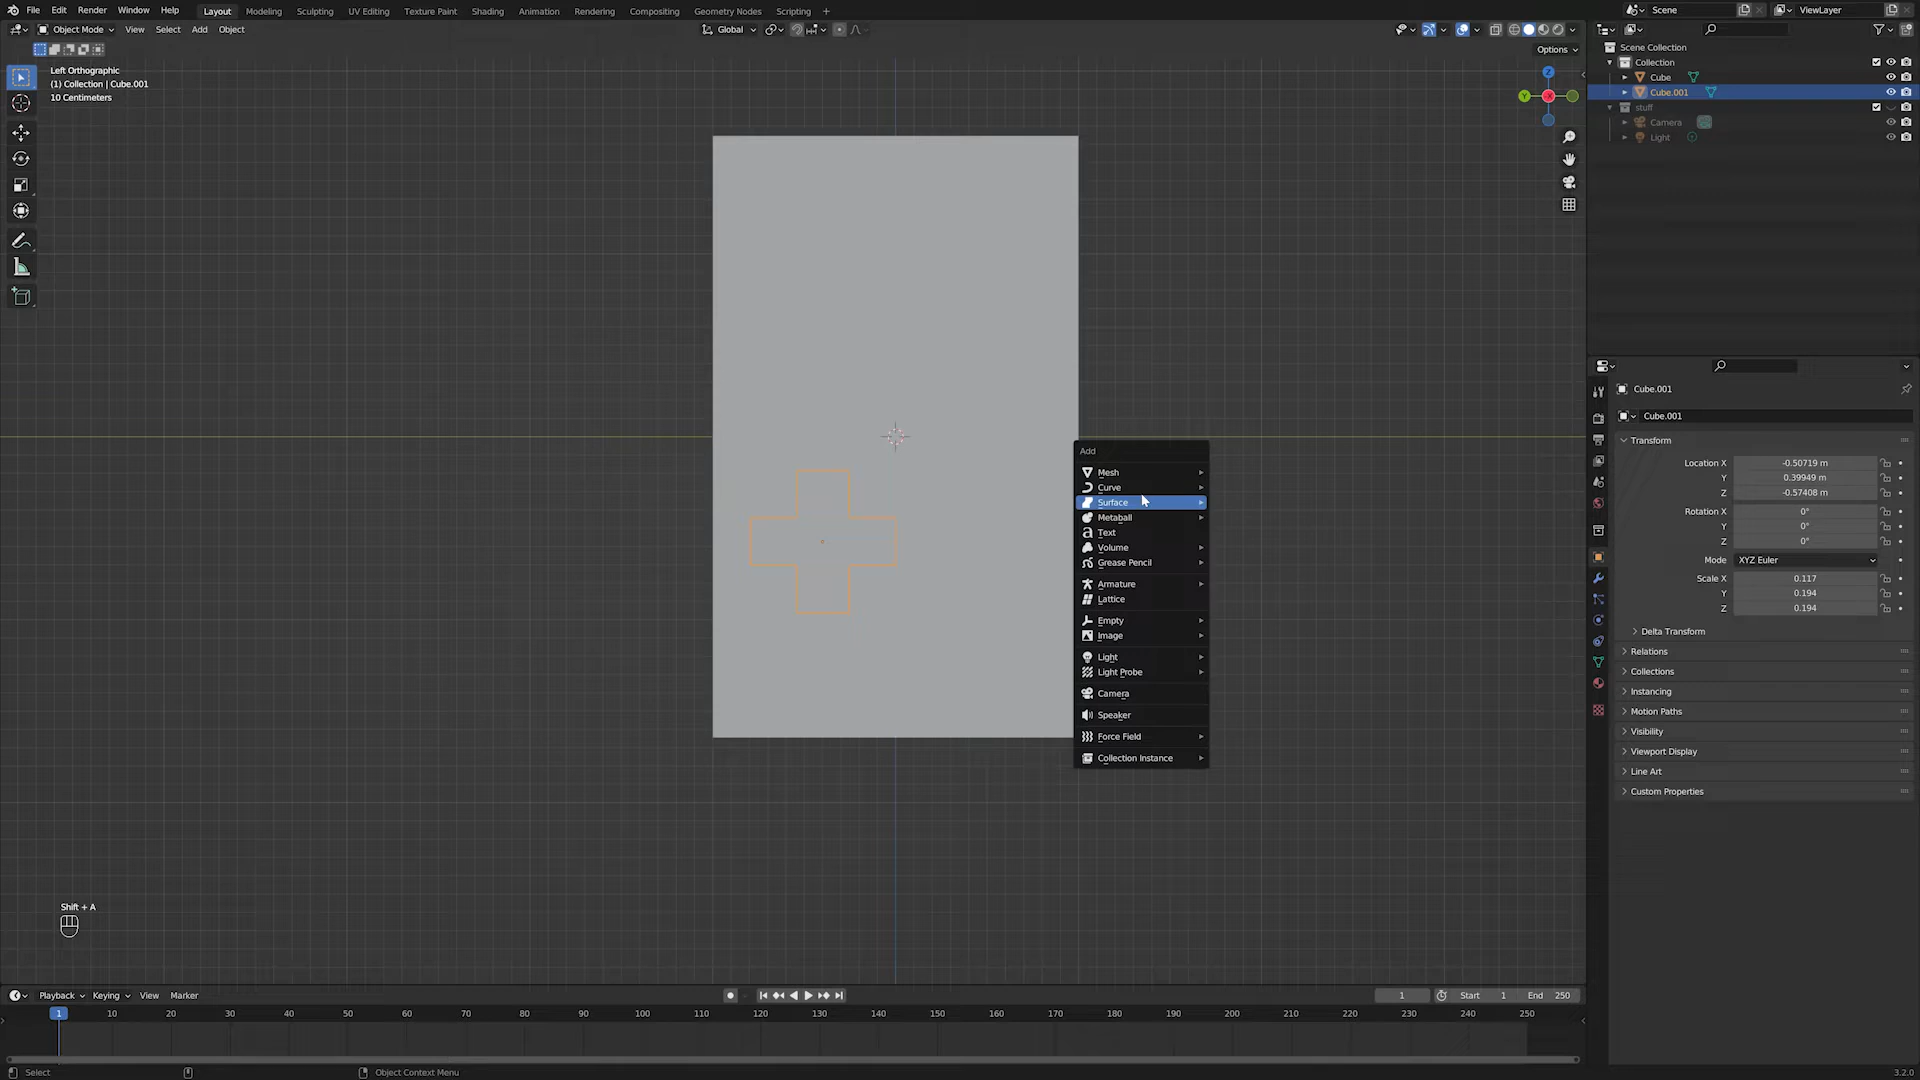 File Edit Render Window Help Layout Modeling Sculpting UV Editing Texture Paint Shading Animation Rendering Compositing Geometry Nodes Scripting + Scene ViewLayer
Object Mode View Select Add Object Global
Options
Left Orthographic
(1) Collection | Cube.001
10 Centimeters
Z
Y
X
Scene Collection
Collection
Cube
Cube.001
stuff
Camera
Light
Add
Mesh
Curve
Surface
Metaball
Text
Volume
Grease Pencil
Armature
Lattice
Empty
Image
Light
Light Probe
Camera
Speaker
Force Field
Collection Instance
Cube.001
Cube.001
Transform
Location X -0.50719 m
Y 0.39949 m
Z -0.57408 m
Rotation X 0°
Y 0°
Z 0°
Mode XYZ Euler
Scale X 0.117
Y 0.194
Z 0.194
Delta Transform
Relations
Collections
Instancing
Motion Paths
Visibility
Viewport Display
Line Art
Custom Properties
Shift + A
Playback Keying View Marker 1 Start 1 End 250
1 10 20 30 40 50 60 70 80 90 100 110 120 130 140 150 160 170 180 190 200 210 220 230 240 250
Select Object Context Menu 3.2.0